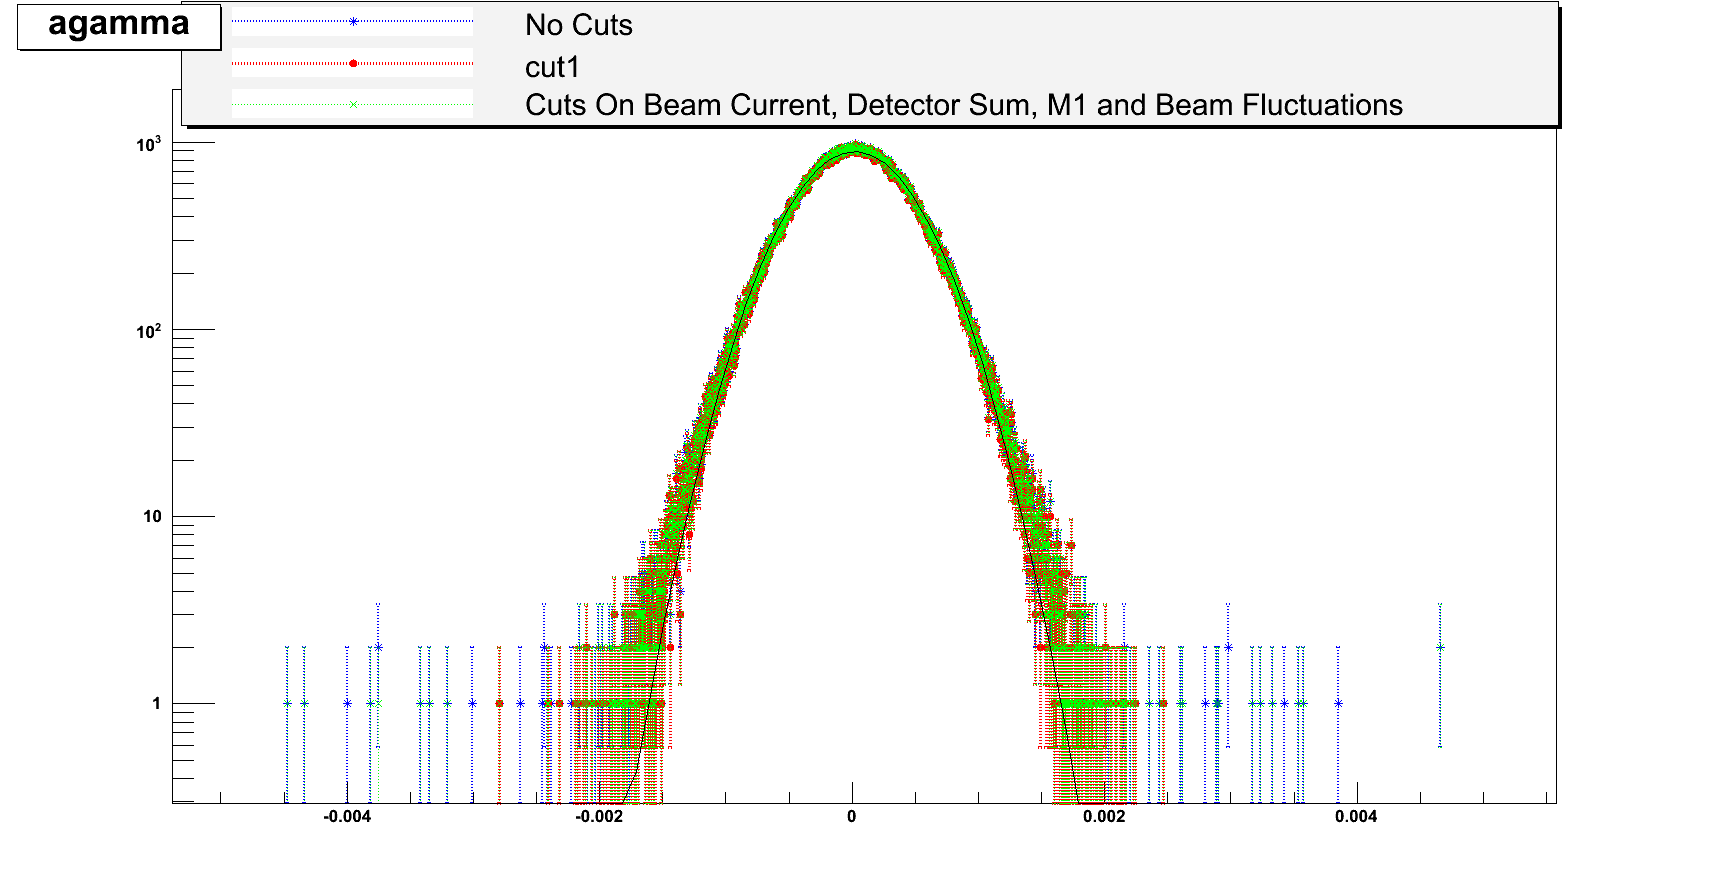 agamma
No Cuts
cut1
Cuts On Beam Current, Detector Sum, M1 and Beam Fluctuations
10³
10²
10
1
-0.004 -0.002 0 0.002 0.004